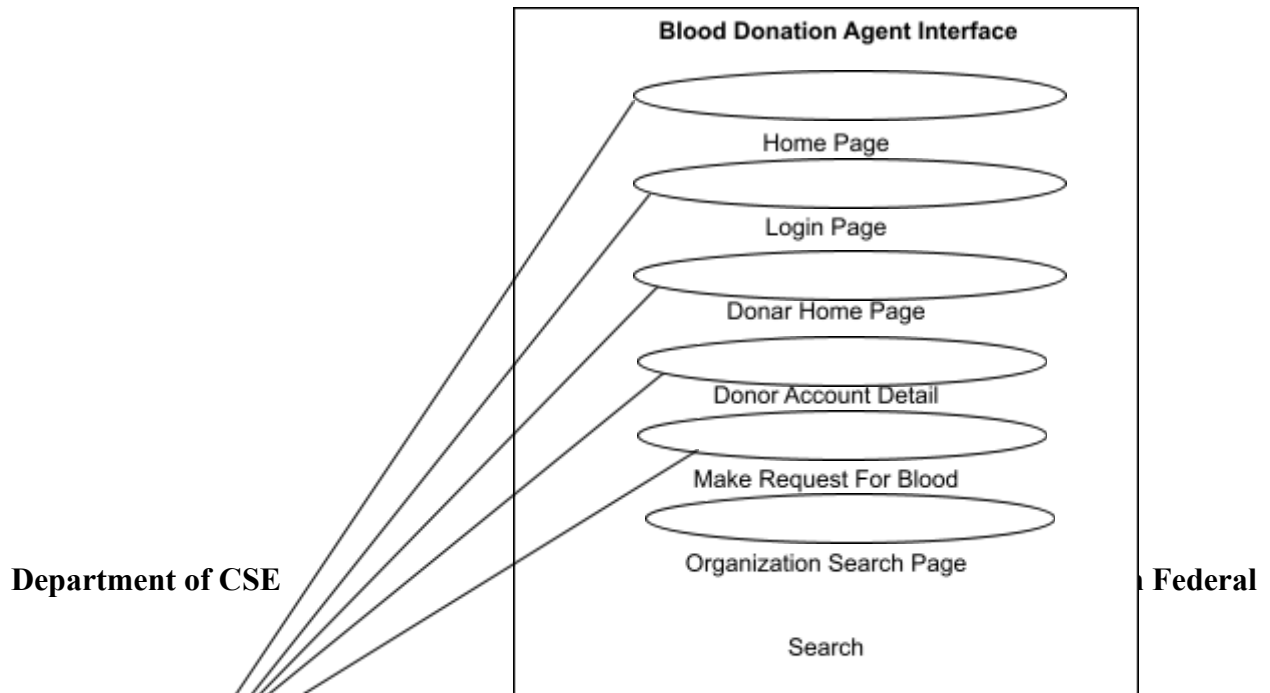 Blood Donation Agent Interface
Home Page
Login Page
Donar Home Page
Donor Account Detail
Make Request For Blood
Organization Search Page
Department of CSE Federal
Search